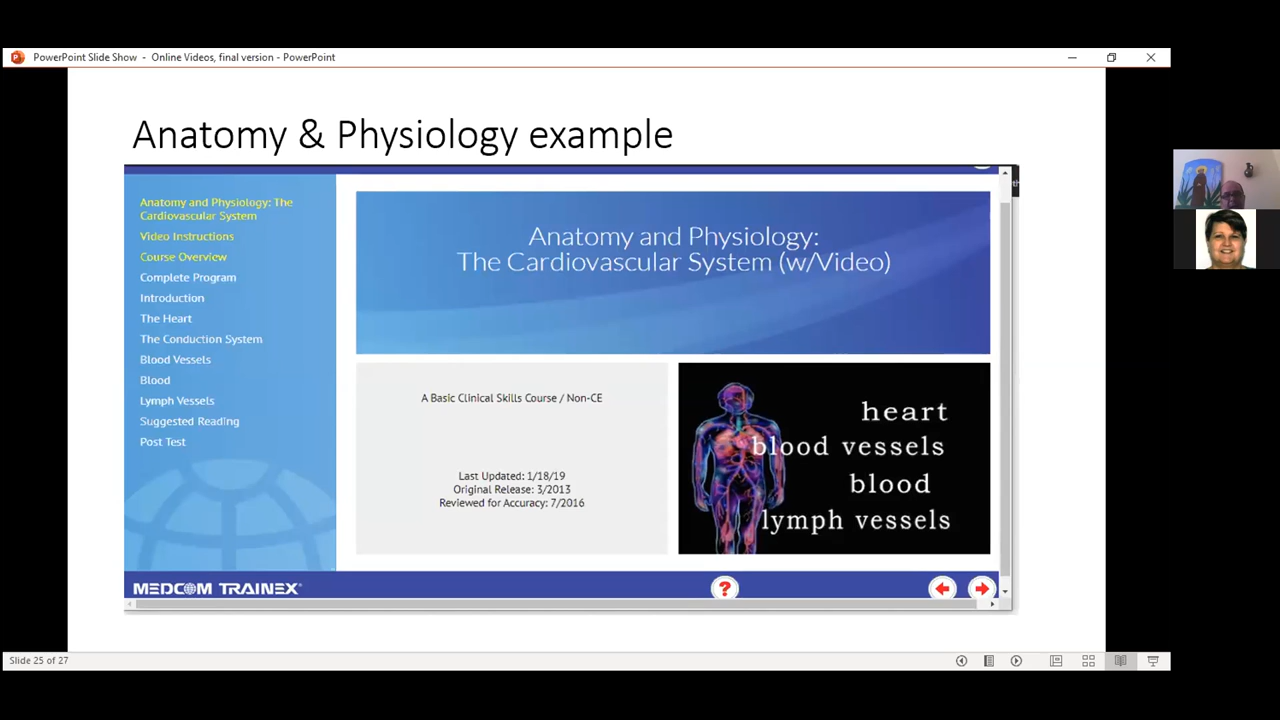 PowerPoint Slide Show - Online Videos, final version - PowerPoint
Anatomy & Physiology example
Anatomy and Physiology: The
Cardiovascular System
Video Instructions
Course Overview
Complete Program
Introduction
The Heart
The Conduction System
Blood Vessels
Blood
Lymph Vessels
Suggested Reading
Post Test
Anatomy and Physiology:
The Cardiovascular System (w/Video)
A Basic Clinical Skills Course / Non-CE
Last Updated: 1/18/19
Original Release: 3/2013
Reviewed for Accuracy: 7/2016
heart
blood vessels
blood
lymph vessels
MEDCOM TRAINEX®
?
Slide 25 of 27